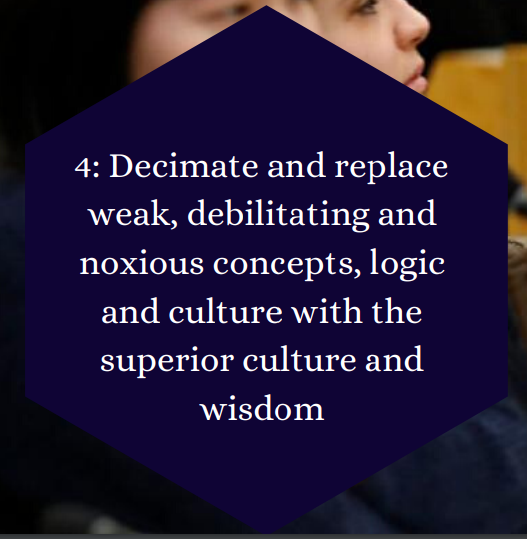 4: Decimate and replace
weak, debilitating and
noxious concepts, logic
and culture with the
superior culture and
wisdom